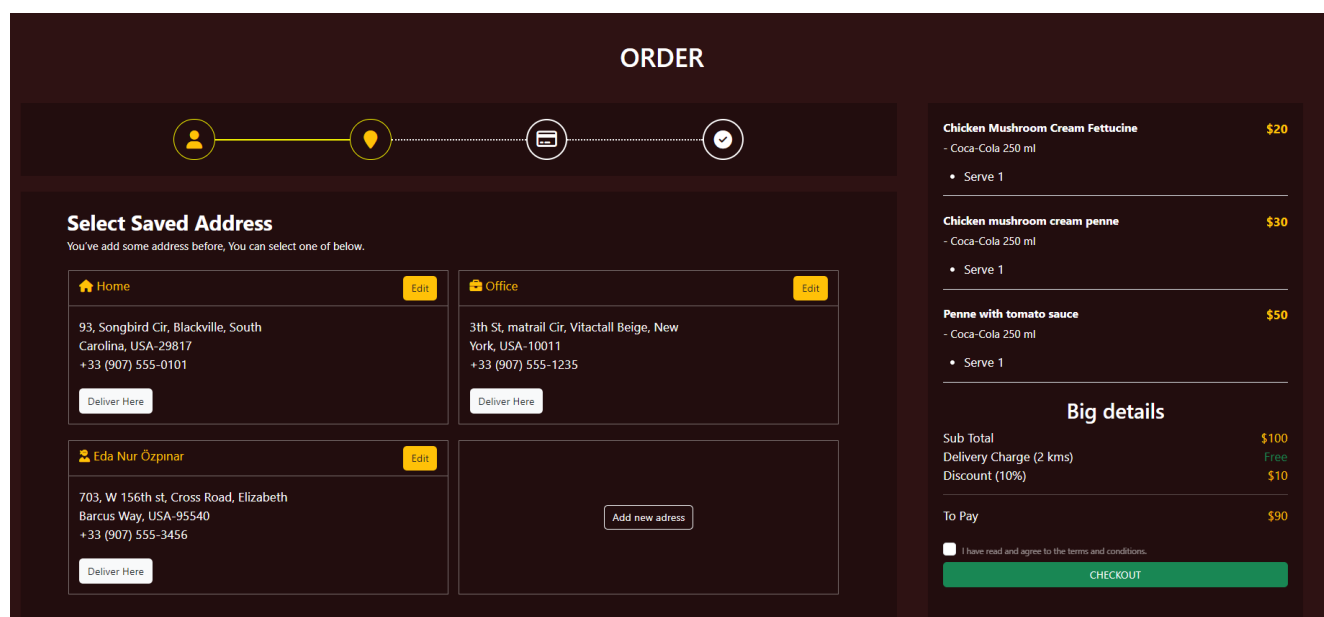 ORDER
Select Saved Address
You've add some address before, You can select one of below.
Home
Edit
93, Songbird Cir, Blackville, South
Carolina, USA-29817
+33 (907) 555-0101
Deliver Here
Office
Edit
3th St, matrail Cir, Vitactall Beige, New
York, USA-10011
+33 (907) 555-1235
Deliver Here
Eda Nur Özpınar
Edit
703, W 156th st, Cross Road, Elizabeth
Barcus Way, USA-95540
+33 (907) 555-3456
Deliver Here
Add new adress
Chicken Mushroom Cream Fettucine $20
- Coca-Cola 250 ml
• Serve 1
Chicken mushroom cream penne $30
- Coca-Cola 250 ml
• Serve 1
Penne with tomato sauce $50
- Coca-Cola 250 ml
• Serve 1
Big details
Sub Total $100
Delivery Charge (2 kms) Free
Discount (10%) $10
To Pay $90
I have read and agree to the terms and conditions.
CHECKOUT